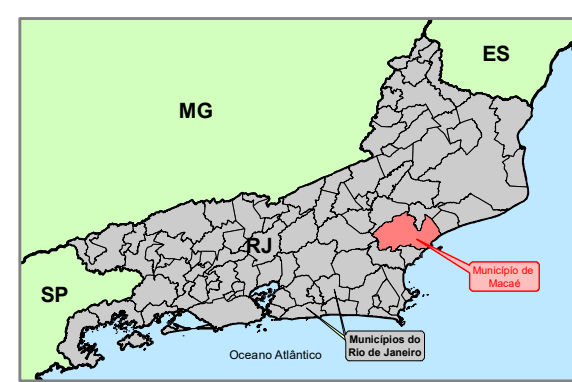 ES
MG
RJ
Município de
Macaé
SP
Municípios do
Rio de Janeiro
Oceano Atlântico